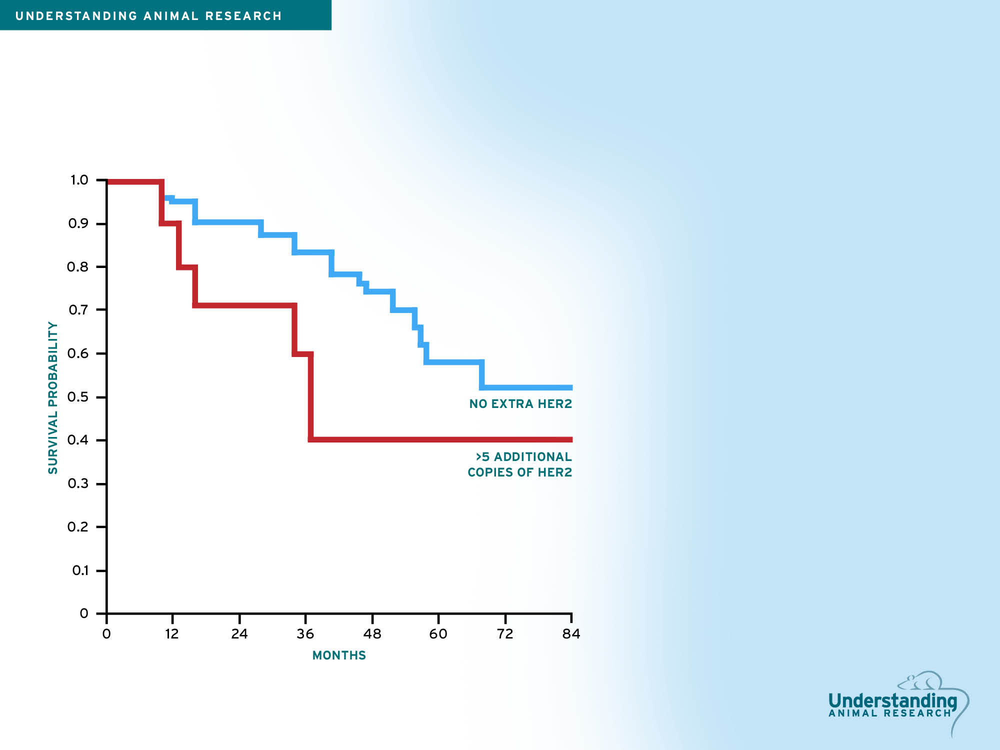 UNDERSTANDING ANIMAL RESEARCH
1.0
0.9
0.8
0.7
0.6
0.5
0.4
0.3
0.2
0.1
0
SURVIVAL PROBABILITY
NO EXTRA HER2
>5 ADDITIONAL
COPIES OF HER2
0 12 24 36 48 60 72 84
MONTHS
Understanding
ANIMAL RESEARCH